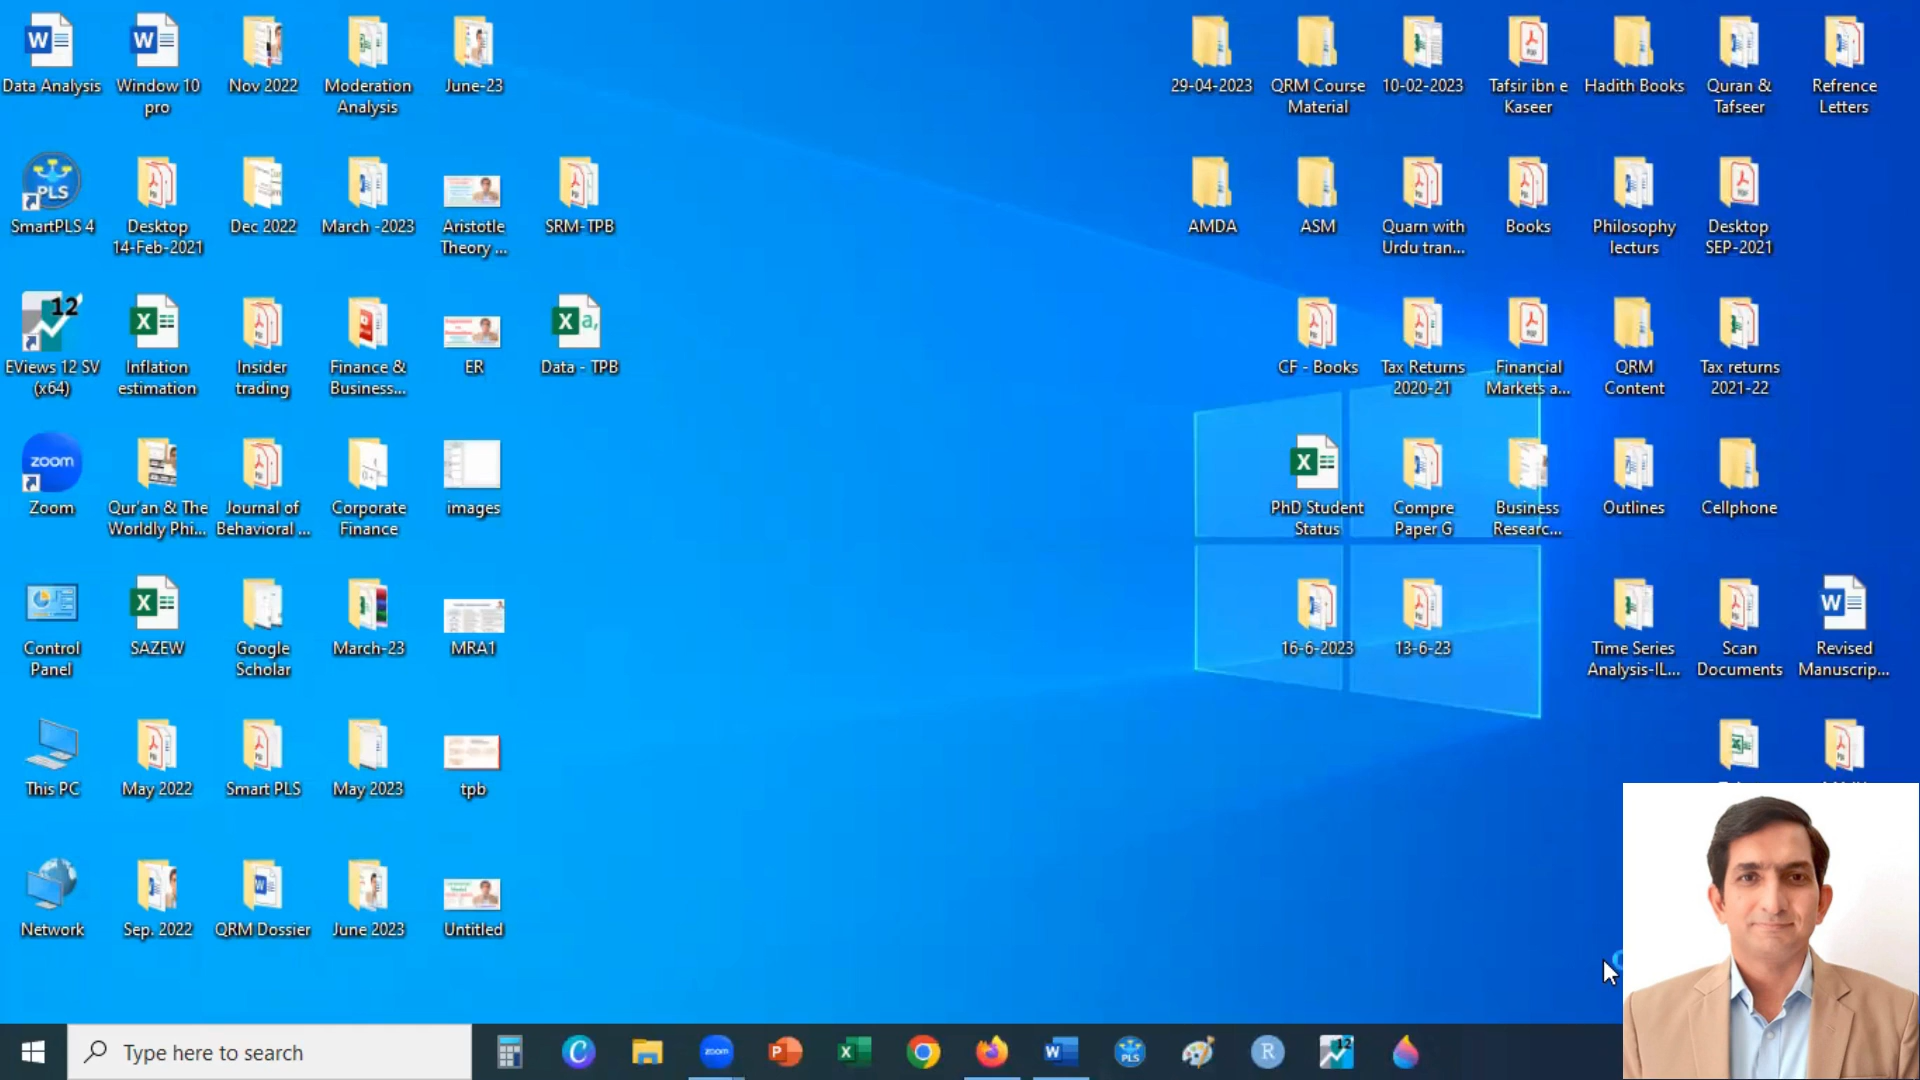 Data Analysis
Window 10
pro
Nov 2022
Moderation
Analysis
June-23
29-04-2023
QRM Course
Material
10-02-2023
Tafsir ibn e
Kaseer
Hadith Books
Quran &
Tafseer
Refrence
Letters
SmartPLS 4
Desktop
14-Feb-2021
Dec 2022
March -2023
Aristotle
Theory ...
SRM-TPB
AMDA
ASM
Quarn with
Urdu tran...
Books
Philosophy
lecturs
Desktop
SEP-2021
EViews 12 SV
(x64)
Inflation
estimation
Insider
trading
Finance &
Business...
ER
Data - TPB
CF - Books
Tax Returns
2020-21
Financial
Markets a...
QRM
Content
Tax returns
2021-22
zoom
Zoom
Qur'an & The
Worldly Phi...
Journal of
Behavioral ...
Corporate
Finance
images
PhD Student
Status
Compre
Paper G
Business
Researc...
Outlines
Cellphone
Control
Panel
SAZEW
Google
Scholar
March-23
MRA1
16-6-2023
13-6-23
Time Series
Analysis-IL...
Scan
Documents
Revised
Manuscrip...
This PC
May 2022
Smart PLS
May 2023
tpb
Network
Sep. 2022
QRM Dossier
June 2023
Untitled
Type here to search
zoom
PLS
R
12